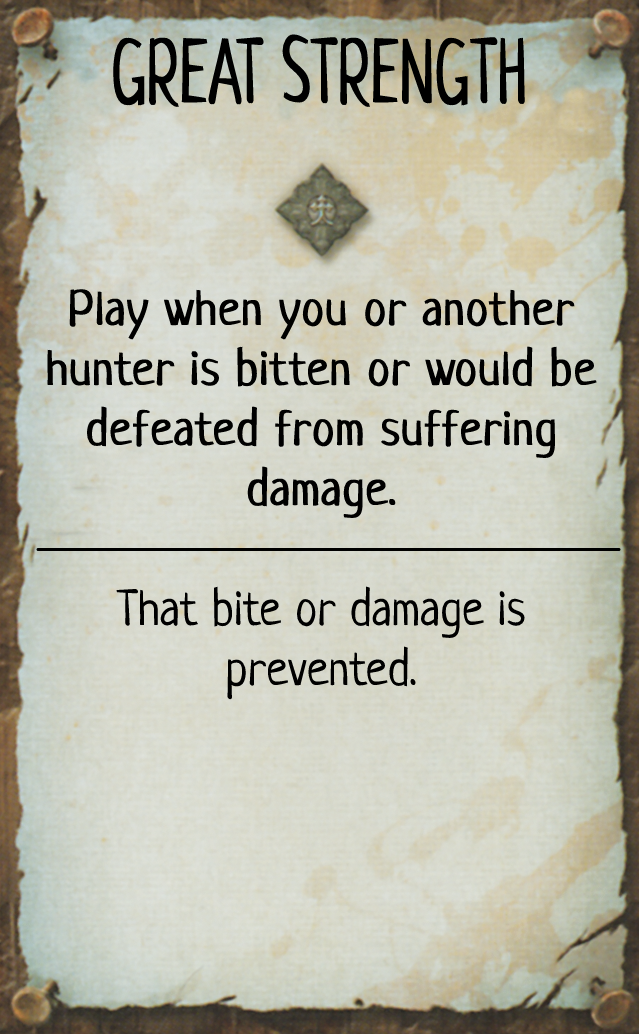 GREAT STRENGTH
Play when you or another
hunter is bitten or would be
defeated from suffering
damage.
That bite or damage is
prevented.